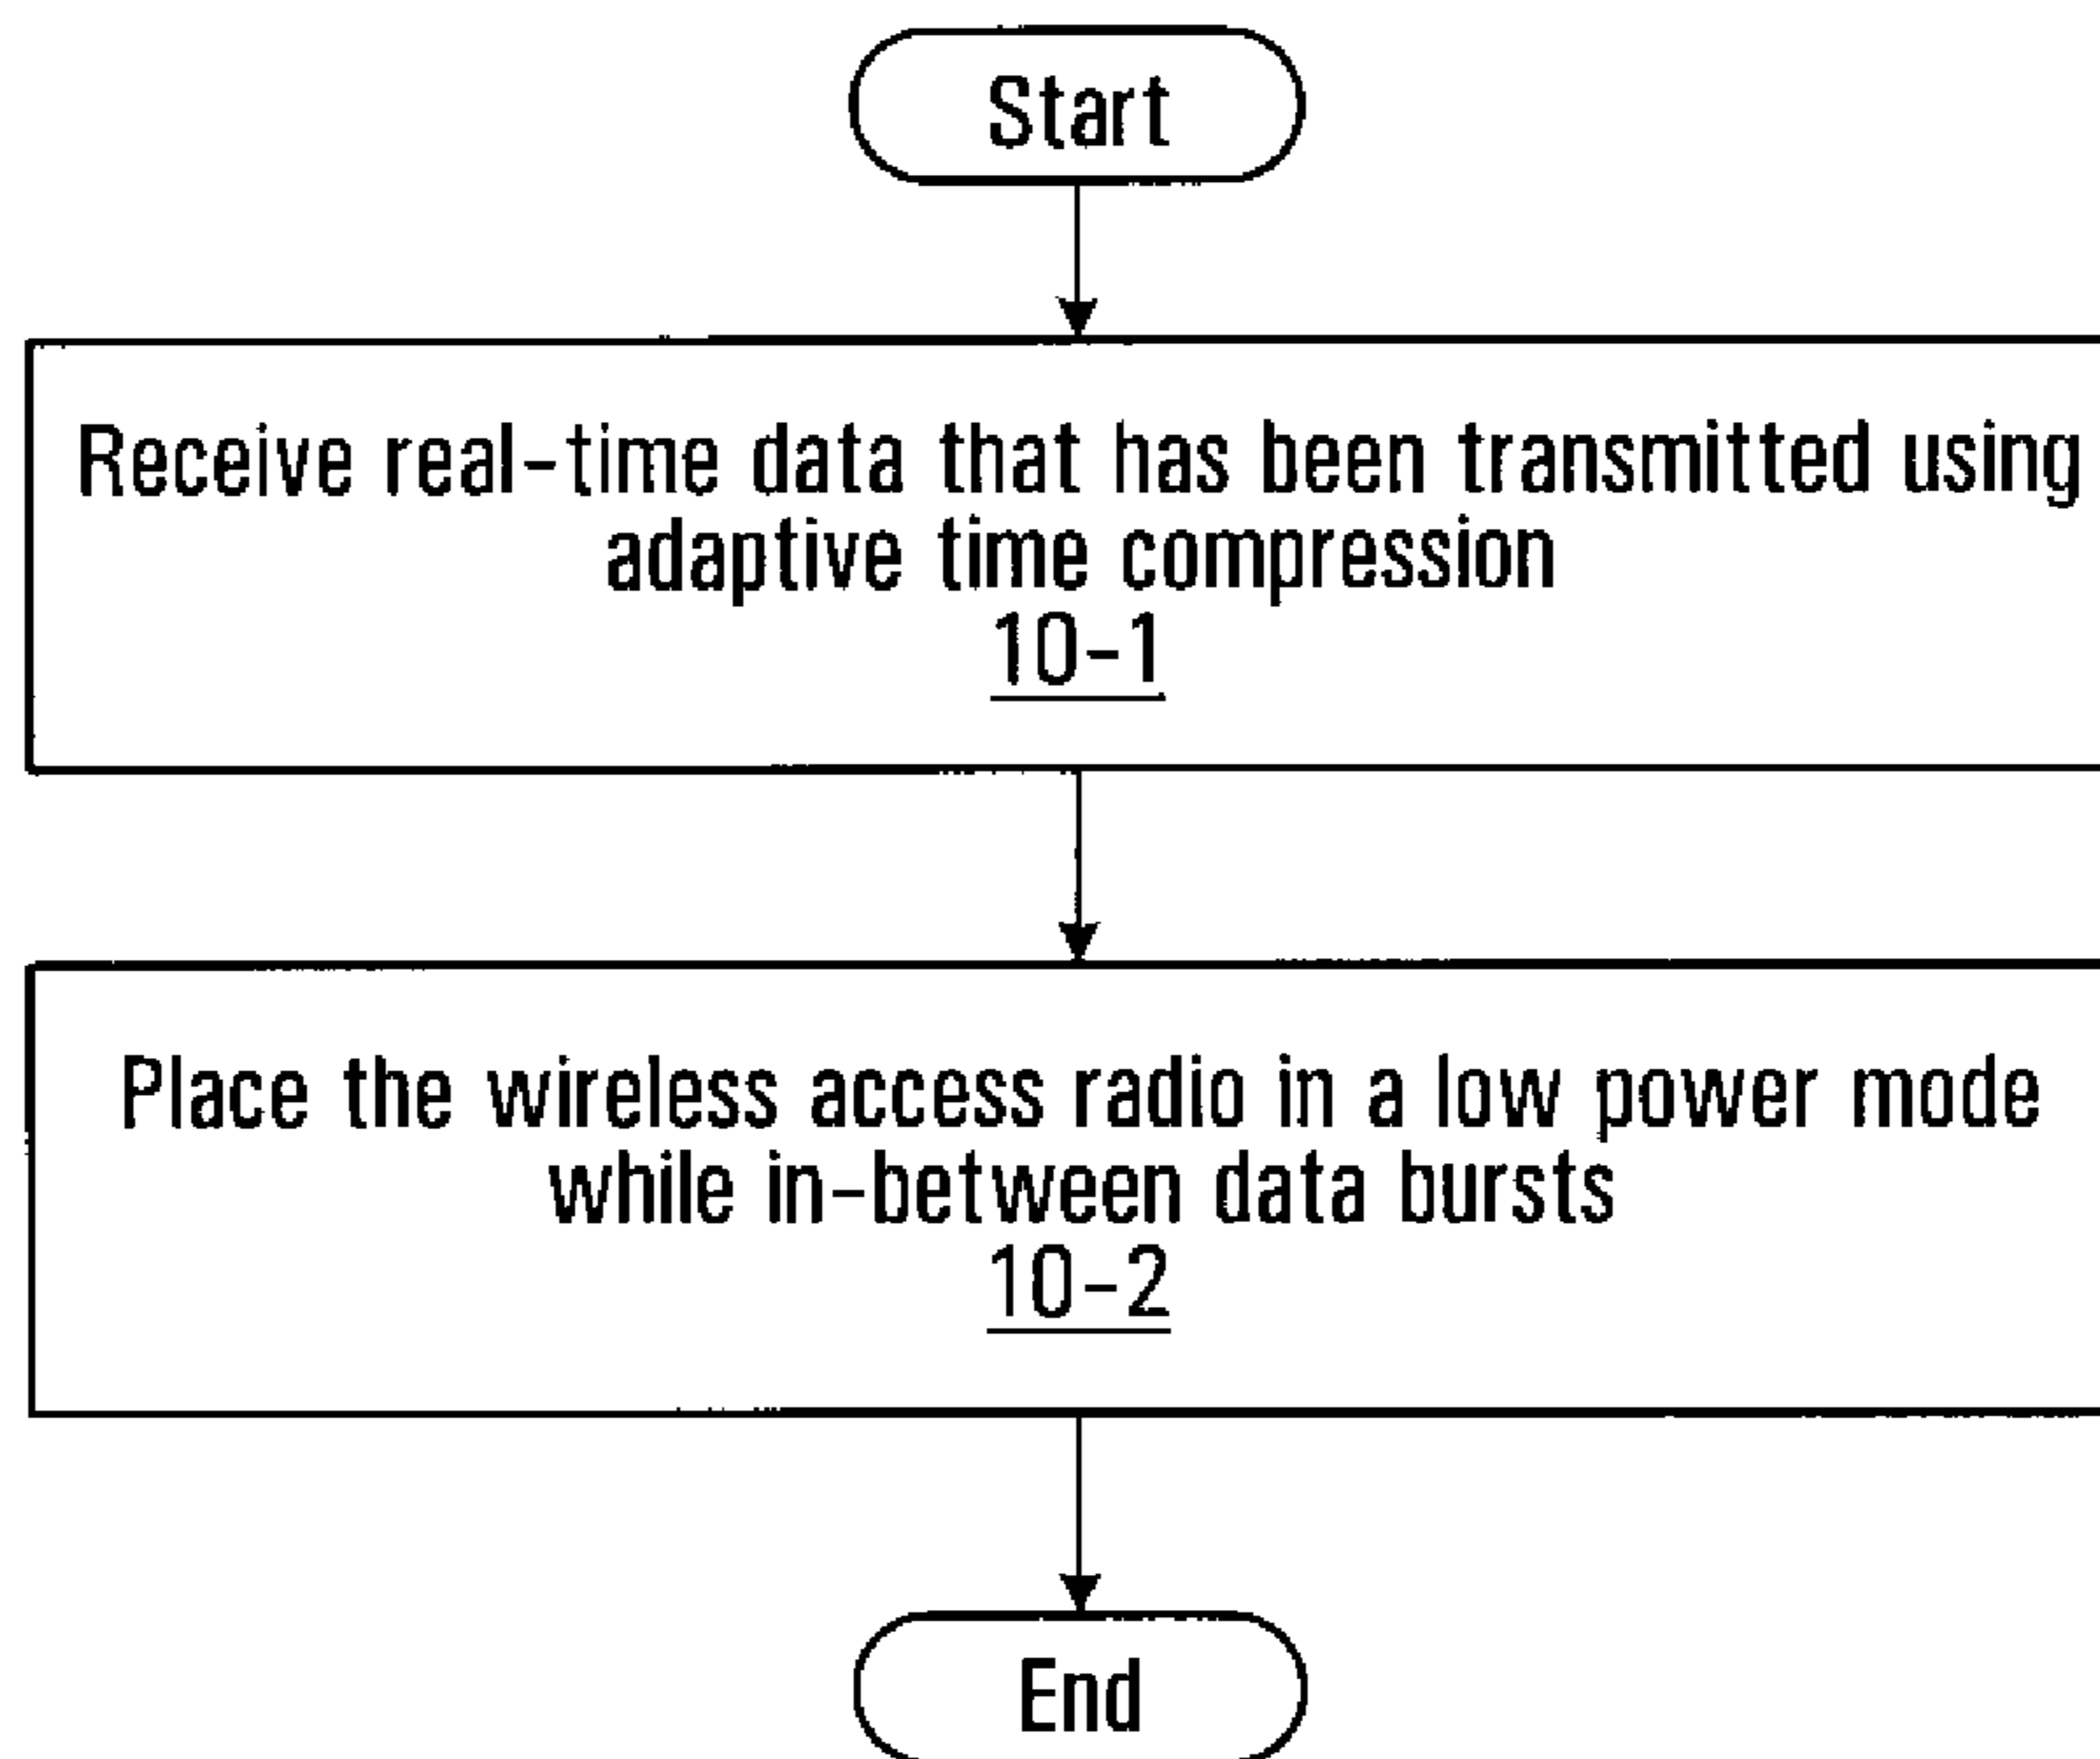 Start
Receive real-time data that has been transmitted using
adaptive time compression
10-1
Place the wireless access radio in a low power mode
while in-between data bursts
10-2
End